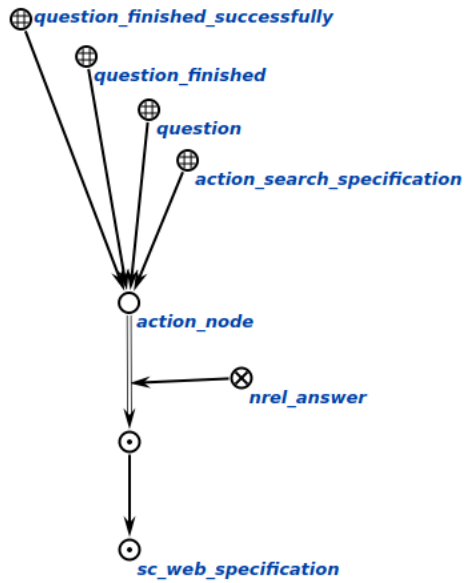 question_finished_successfully
question_finished
question
action_search_specification
action_node
nrel_answer
sc_web_specification